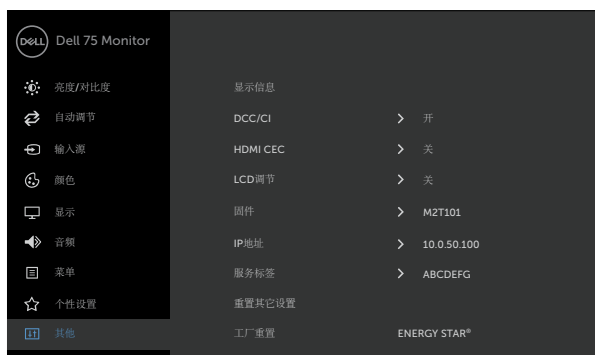 DELL Dell 75 Monitor
亮度/对比度 显示信息
自动调节 DCC/CI 开
输入源 HDMI CEC 关
颜色 LCD调节 关
显示 固件 M2T101
音频 IP地址 10.0.50.100
菜单 服务标签 ABCDEFG
个性设置 重置其它设置
其他 工厂重置 ENERGY STAR®